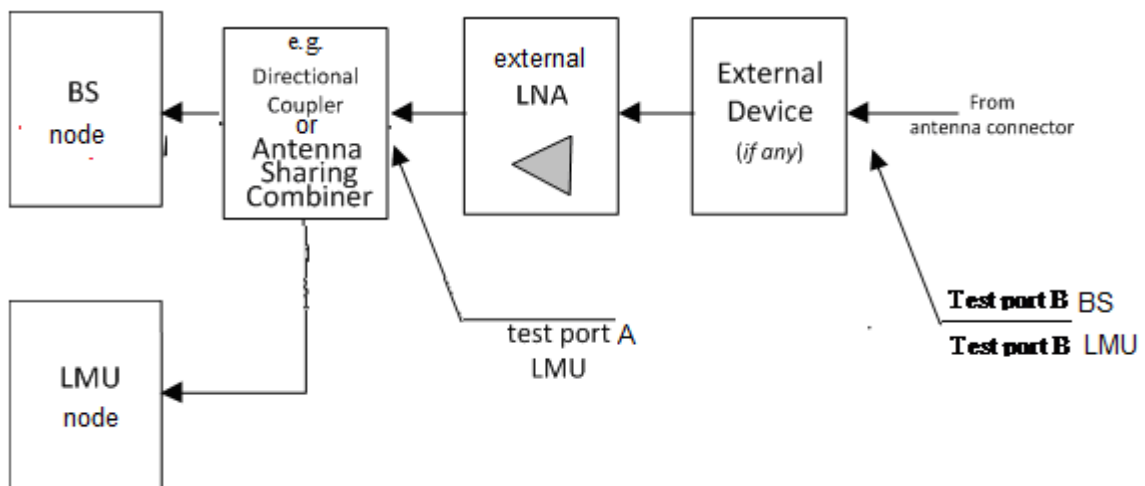 BS
node
e.g.
Directional
Coupler
or
Antenna
Sharing
Combiner
external
LNA
External
Device
(if any)
From
antenna connector
test port A
LMU
Test port B BS
Test port B LMU
LMU
node